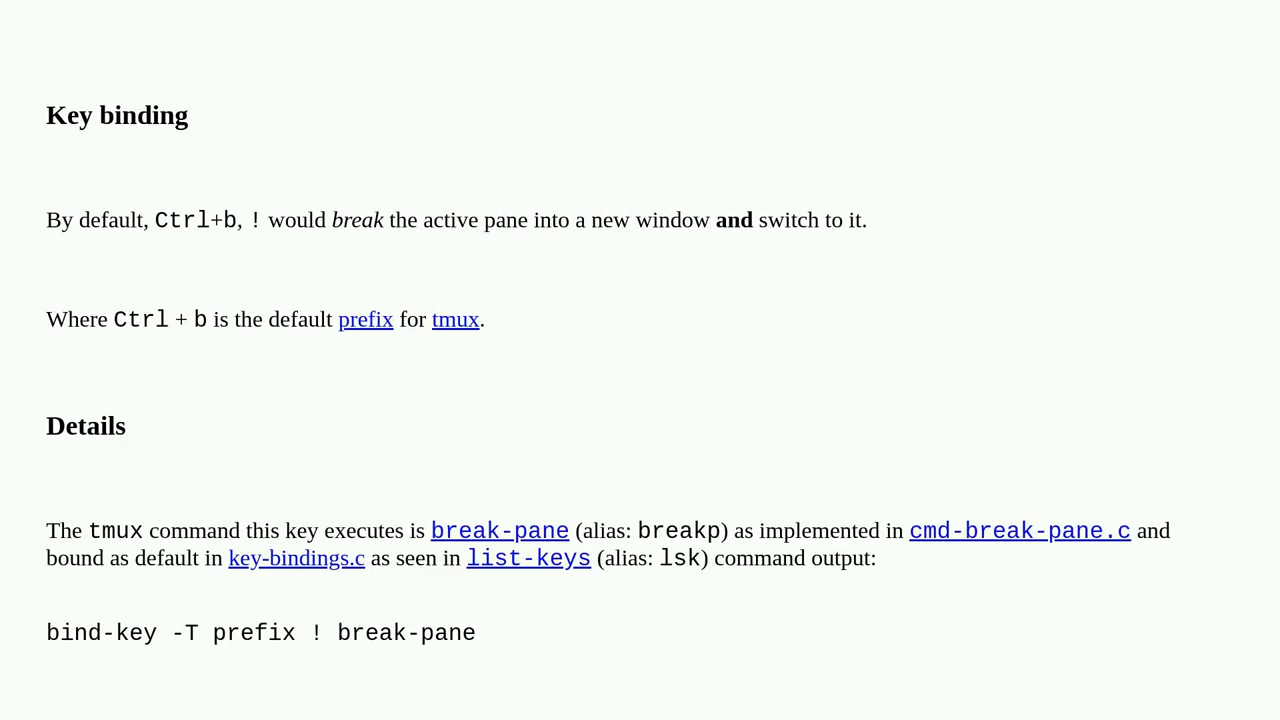 Key binding
By default, Ctrl+b, ! would break the active pane into a new window and switch to it.
Where Ctrl + b is the default prefix for tmux.
Details
The tmux command this key executes is break-pane (alias: breakp) as implemented in cmd-break-pane.c and
bound as default in key-bindings.c as seen in list-keys (alias: lsk) command output:
bind-key -T prefix ! break-pane